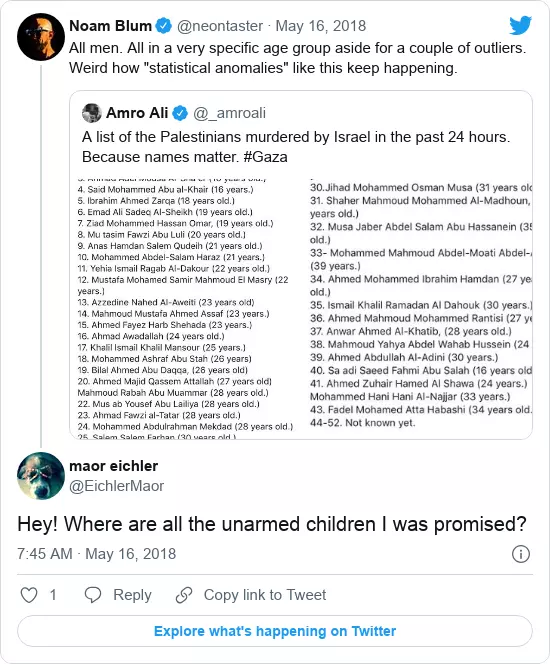 Noam Blum @neontaster · May 16, 2018
All men. All in a very specific age group aside for a couple of outliers.
Weird how "statistical anomalies" like this keep happening.
Amro Ali @_amroali
A list of the Palestinians murdered by Israel in the past 24 hours.
Because names matter. #Gaza
4. Said Mohammed Abu al-Khair (16 years.)
5. Ibrahim Ahmed Zarqa (18 years old.)
6. Emad Ali Sadeq Al-Sheikh (19 years old.)
7. Ziad Mohammed Hassan Omar, (19 years old.)
8. Mu tasim Fawzi Abu Luli (20 years old.)
9. Anas Hamdan Salem Qudeih (21 years old.)
10. Mohammed Abdel-Salam Haraz (21 years.)
11. Yehia Ismail Ragab Al-Dakour (22 years old.)
12. Mustafa Mohamed Samir Mahmoud El Masry (22
years.)
13. Azzedine Nahed Al-Aweiti (23 years old)
14. Mahmoud Mustafa Ahmed Assaf (23 years.)
15. Ahmed Fayez Harb Shehada (23 years.)
16. Ahmad Awadallah (24 years old.)
17. Khalil Ismail Khalil Mansour (25 years.)
18. Mohammed Ashraf Abu Stah (26 years)
19. Bilal Ahmed Abu Daqqa, (26 years old)
20. Ahmed Majid Qassem Attallah (27 years old)
Mahmoud Rabah Abu Muammar (28 years old.)
22. Mus ab Yousef Abu Lailiya (28 years old.)
23. Ahmad Fawzi al-Tatar (28 years old.)
24. Mohammed Abdulrahman Mekdad (28 years old.)
25. Salem Salem Farhan (30 years old.)
30.Jihad Mohammed Osman Musa (31 years old
31. Shaher Mahmoud Mohammed Al-Madhoun,
years old.)
32. Musa Jaber Abdel Salam Abu Hassanein (35
old.)
33- Mohammed Mahmoud Abdel-Moati Abdel-
(39 years.)
34. Ahmed Mohammed Ibrahim Hamdan (27 ye
old.)
35. Ismail Khalil Ramadan Al Dahouk (30 years.)
36. Ahmed Mahmoud Mohammed Rantisi (27 ye
37. Anwar Ahmed Al-Khatib, (28 years old.)
38. Mahmoud Yahya Abdel Wahab Hussein (24
39. Ahmed Abdullah Al-Adini (30 years.)
40. Sa adi Saeed Fahmi Abu Salah (16 years old
41. Ahmed Zuhair Hamed Al Shawa (24 years.)
Mohammed Hani Hani Al-Najjar (33 years.)
43. Fadel Mohamed Atta Habashi (34 years old.
44-52. Not known yet.
maor eichler
@EichlerMaor
Hey! Where are all the unarmed children I was promised?
7:45 AM · May 16, 2018
1 Reply Copy link to Tweet
Explore what's happening on Twitter